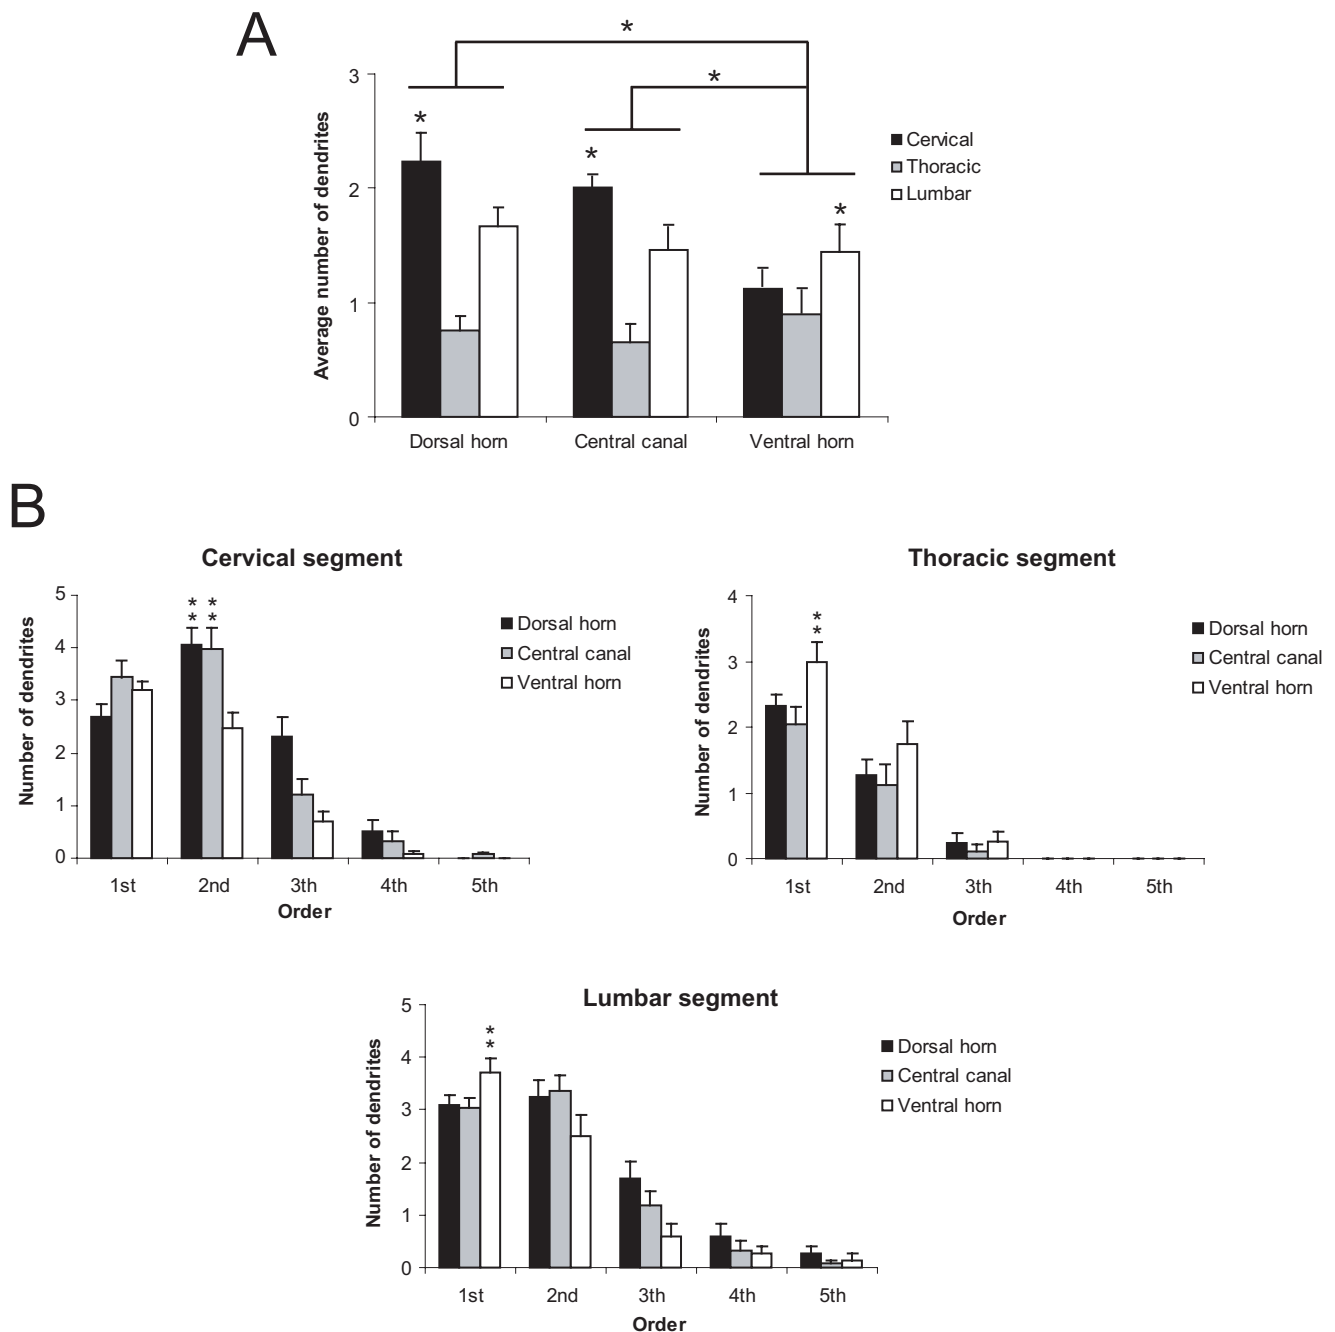 A
*
*
3
2
1
0
Average number of dendrites
*
*
*
Cervical
Thoracic
Lumbar
Dorsal horn Central canal Ventral horn
B
Cervical segment
5
4
3
2
1
0
Number of dendrites
* *
* *
Dorsal horn
Central canal
Ventral horn
1st 2nd 3th 4th 5th
Order
Thoracic segment
4
3
2
1
0
Number of dendrites
*
*
Dorsal horn
Central canal
Ventral horn
1st 2nd 3th 4th 5th
Order
Lumbar segment
5
4
3
2
1
0
Number of dendrites
*
*
Dorsal horn
Central canal
Ventral horn
1st 2nd 3th 4th 5th
Order